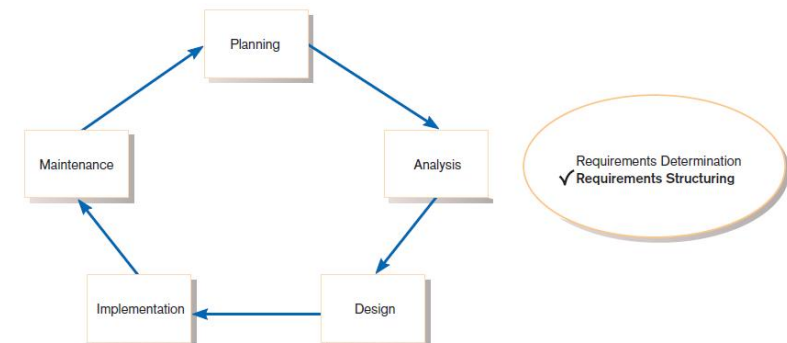 Planning
Maintenance
Analysis
Requirements Determination
✓ Requirements Structuring
Implementation
Design